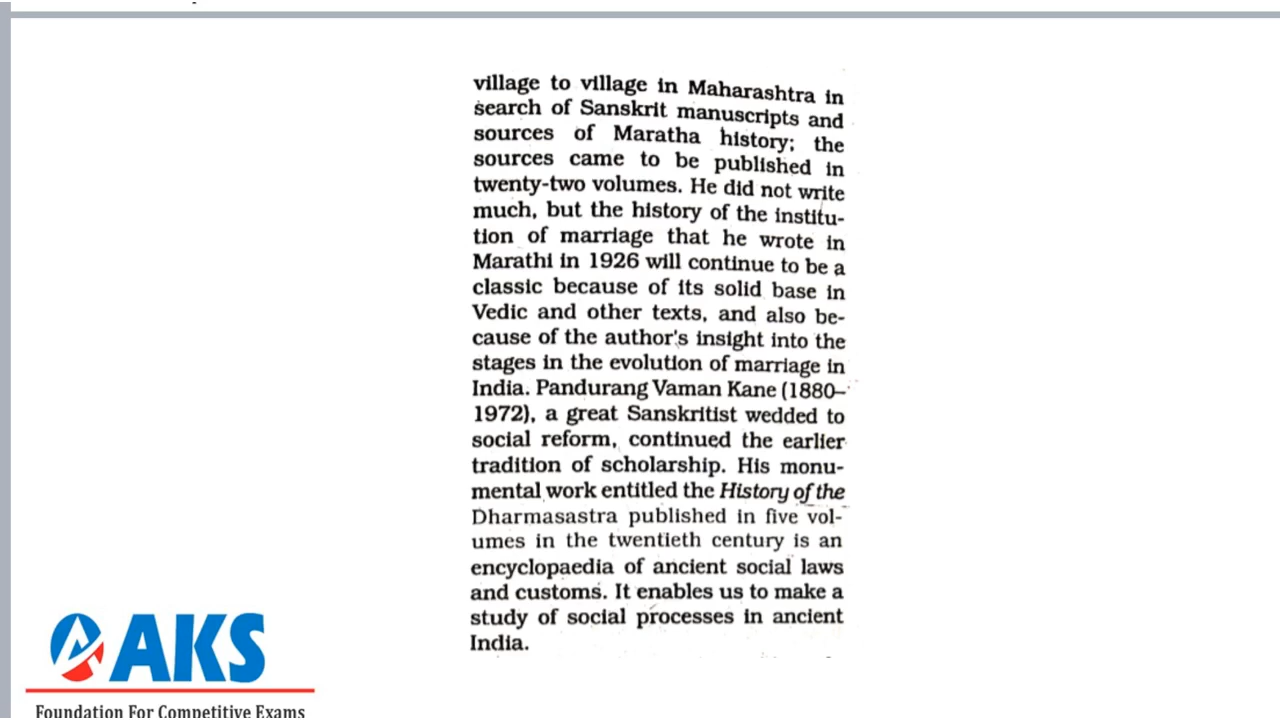 village to village in Maharashtra in
search of Sanskrit manuscripts and
sources of Maratha history; the
sources came to be published in
twenty-two volumes. He did not write
much, but the history of the institu-
tion of marriage that he wrote in
Marathi in 1926 will continue to be a
classic because of its solid base in
Vedic and other texts, and also be-
cause of the author's insight into the
stages in the evolution of marriage in
India. Pandurang Vaman Kane (1880–
1972), a great Sanskritist wedded to
social reform, continued the earlier
tradition of scholarship. His monu-
mental work entitled the History of the
Dharmasastra published in five vol-
umes in the twentieth century is an
encyclopaedia of ancient social laws
and customs. It enables us to make a
study of social processes in ancient
India.
AKS
Foundation For Competitive Exams